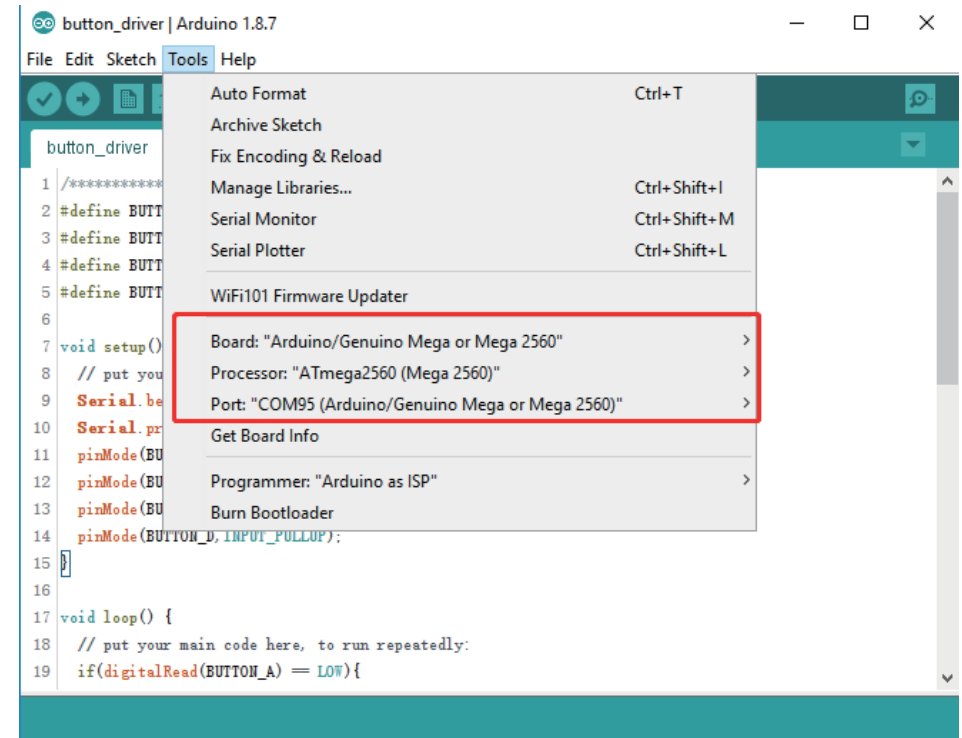 button_driver | Arduino 1.8.7
File Edit Sketch Tools Help
Auto Format Ctrl+T
Archive Sketch
button_driver
Fix Encoding & Reload
Manage Libraries... Ctrl+Shift+I
Serial Monitor Ctrl+Shift+M
Serial Plotter Ctrl+Shift+L
WiFi101 Firmware Updater
Board: "Arduino/Genuino Mega or Mega 2560"
Processor: "ATmega2560 (Mega 2560)"
Port: "COM95 (Arduino/Genuino Mega or Mega 2560)"
Get Board Info
Programmer: "Arduino as ISP"
Burn Bootloader
1 /***********
2 #define BUTT
3 #define BUTT
4 #define BUTT
5 #define BUTT
6
7 void setup()
8 // put you
9 Serial.be
10 Serial.pr
11 pinMode(BU
12 pinMode(BU
13 pinMode(BU
14 pinMode(BUTTON_D,INPUT_PULLUP);
15 }
16
17 void loop() {
18 // put your main code here, to run repeatedly:
19 if(digitalRead(BUTTON_A) == LOW){